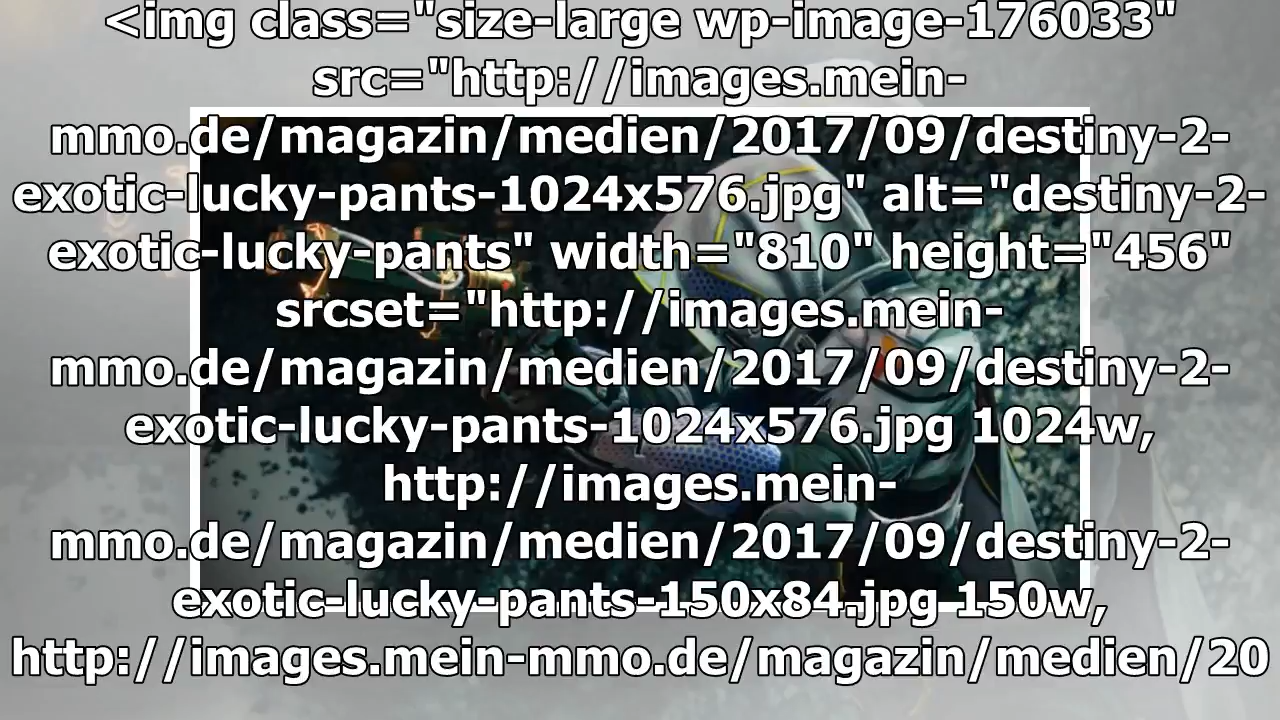 <img class="size-large wp-image-176033"
src="http://images.mein-
mmo.de/magazin/medien/2017/09/destiny-2-
exotic-lucky-pants-1024x576.jpg" alt="destiny-2-
exotic-lucky-pants" width="810" height="456"
srcset="http://images.mein-
mmo.de/magazin/medien/2017/09/destiny-2-
exotic-lucky-pants-1024x576.jpg 1024w,
http://images.mein-
mmo.de/magazin/medien/2017/09/destiny-2-
exotic-lucky-pants-150x84.jpg 150w,
http://images.mein-mmo.de/magazin/medien/20